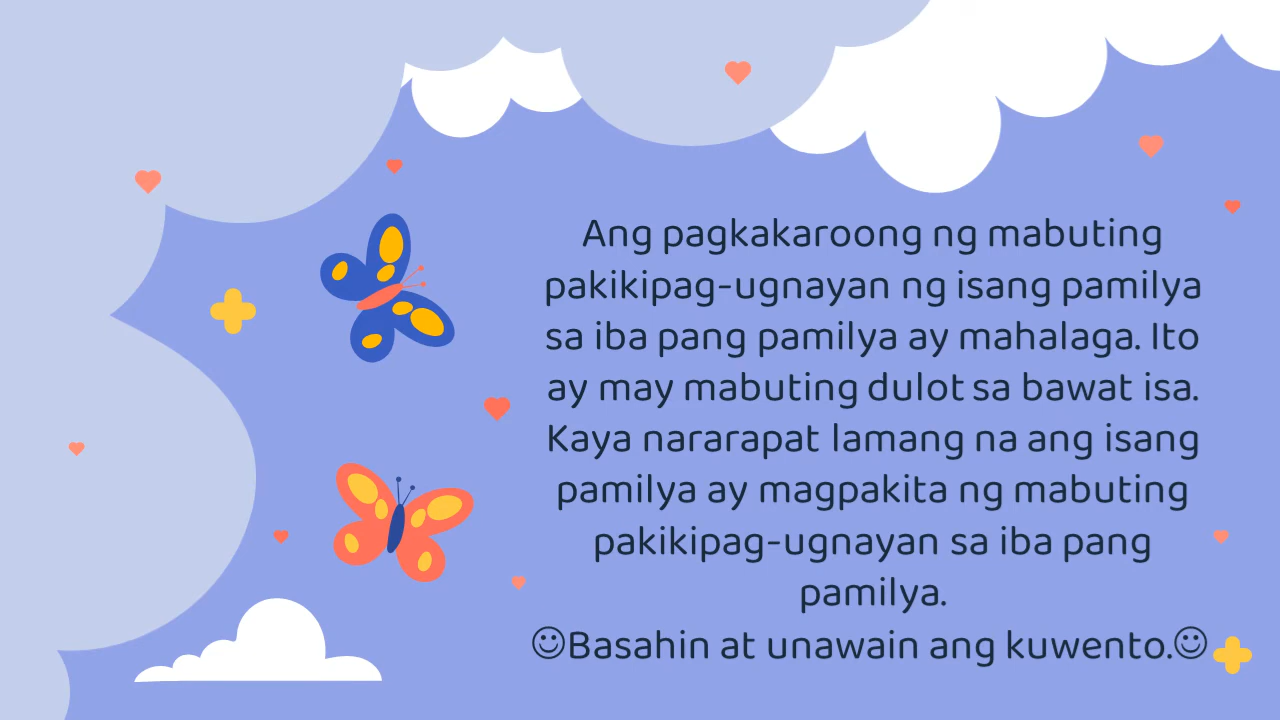 Ang pagkakaroong ng mabuting
pakikipag-ugnayan ng isang pamilya
sa iba pang pamilya ay mahalaga. Ito
ay may mabuting dulot sa bawat isa.
Kaya nararapat lamang na ang isang
pamilya ay magpakita ng mabuting
pakikipag-ugnayan sa iba pang
pamilya.
☺Basahin at unawain ang kuwento.☺